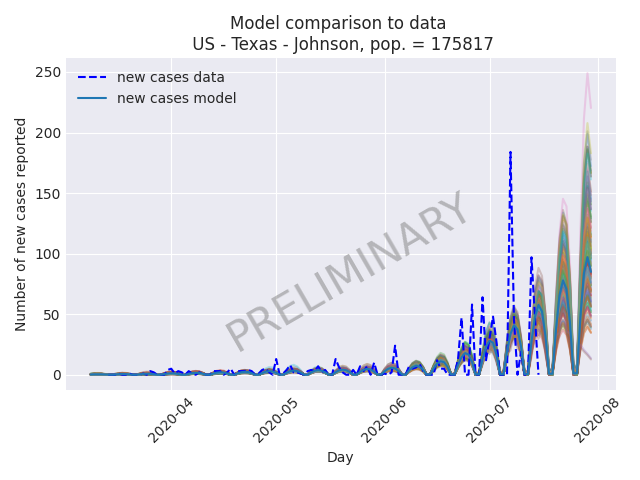 Model comparison to data
US - Texas - Johnson, pop. = 175817
new cases data
new cases model
Number of new cases reported
250
200
150
100
50
0
PRELIMINARY
2020-04
2020-05
2020-06
2020-07
2020-08
Day